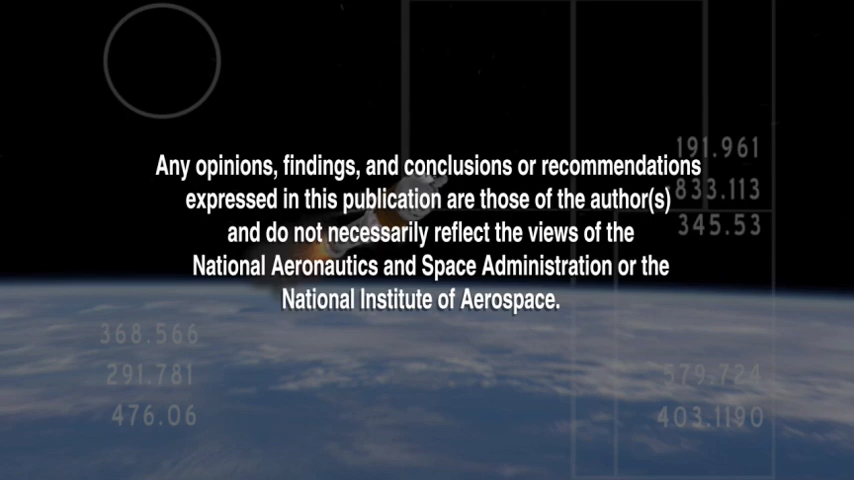 Any opinions, findings, and conclusions or recommendations
expressed in this publication are those of the author(s)
and do not necessarily reflect the views of the
National Aeronautics and Space Administration or the
National Institute of Aerospace.
191.961
833.113
345.53
368.566
291.781
476.06
579.724
403.1190